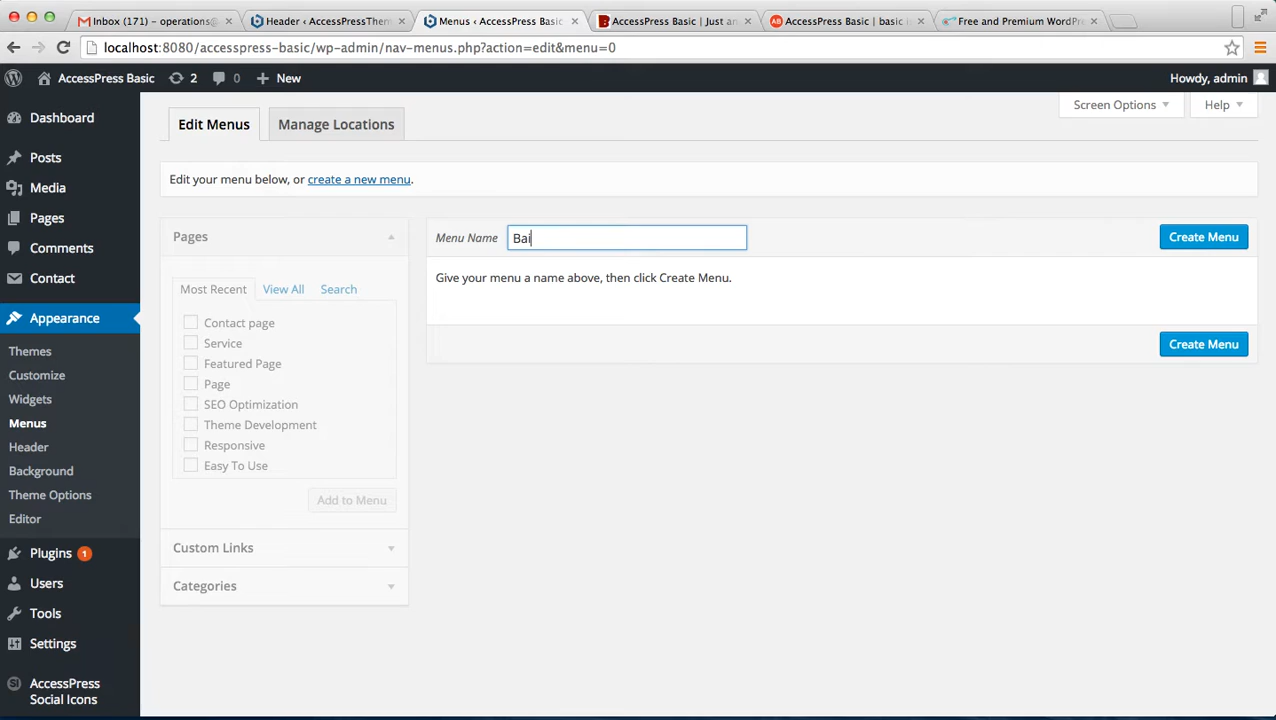 Inbox (171) – operations@
Header ‹ AccessPressThem
Menus ‹ AccessPress Basic
AccessPress Basic | Just an
AccessPress Basic | basic
Free and Premium WordPre
localhost:8080/accesspress-basic/wp-admin/nav-menus.php?action=edit&menu=0
AccessPress Basic
2
0
New
Howdy, admin
Screen Options
Help
Dashboard
Posts
Media
Pages
Comments
Contact
Appearance
Themes
Customize
Widgets
Menus
Header
Background
Theme Options
Editor
Plugins 1
Users
Tools
Settings
AccessPress
Social Icons
Edit Menus
Manage Locations
Edit your menu below, or create a new menu.
Pages
Most Recent
View All
Search
Contact page
Service
Featured Page
Page
SEO Optimization
Theme Development
Responsive
Easy To Use
Add to Menu
Custom Links
Categories
Menu Name
Bai
Create Menu
Give your menu a name above, then click Create Menu.
Create Menu